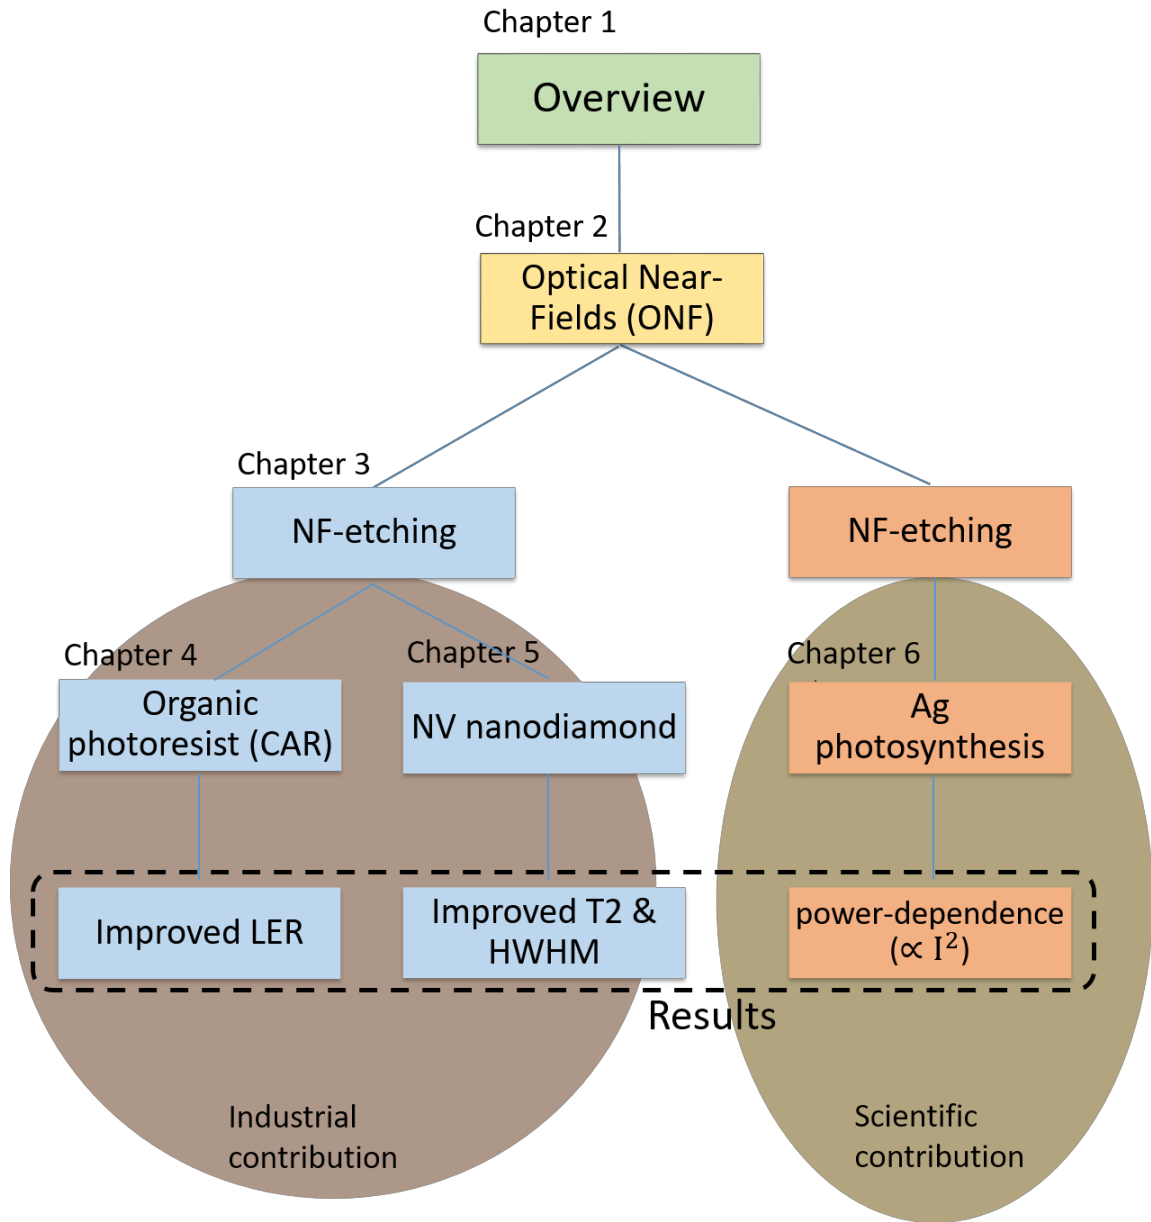 Chapter 1
Overview
Chapter 2
Optical Near-
Fields (ONF)
Chapter 3
NF-etching
NF-etching
Chapter 4
Organic
photoresist (CAR)
Chapter 5
NV nanodiamond
Chapter 6
Ag
photosynthesis
Improved LER
Improved T2 &
HWHM
power-dependence
(∝ I²)
Results
Industrial
contribution
Scientific
contribution